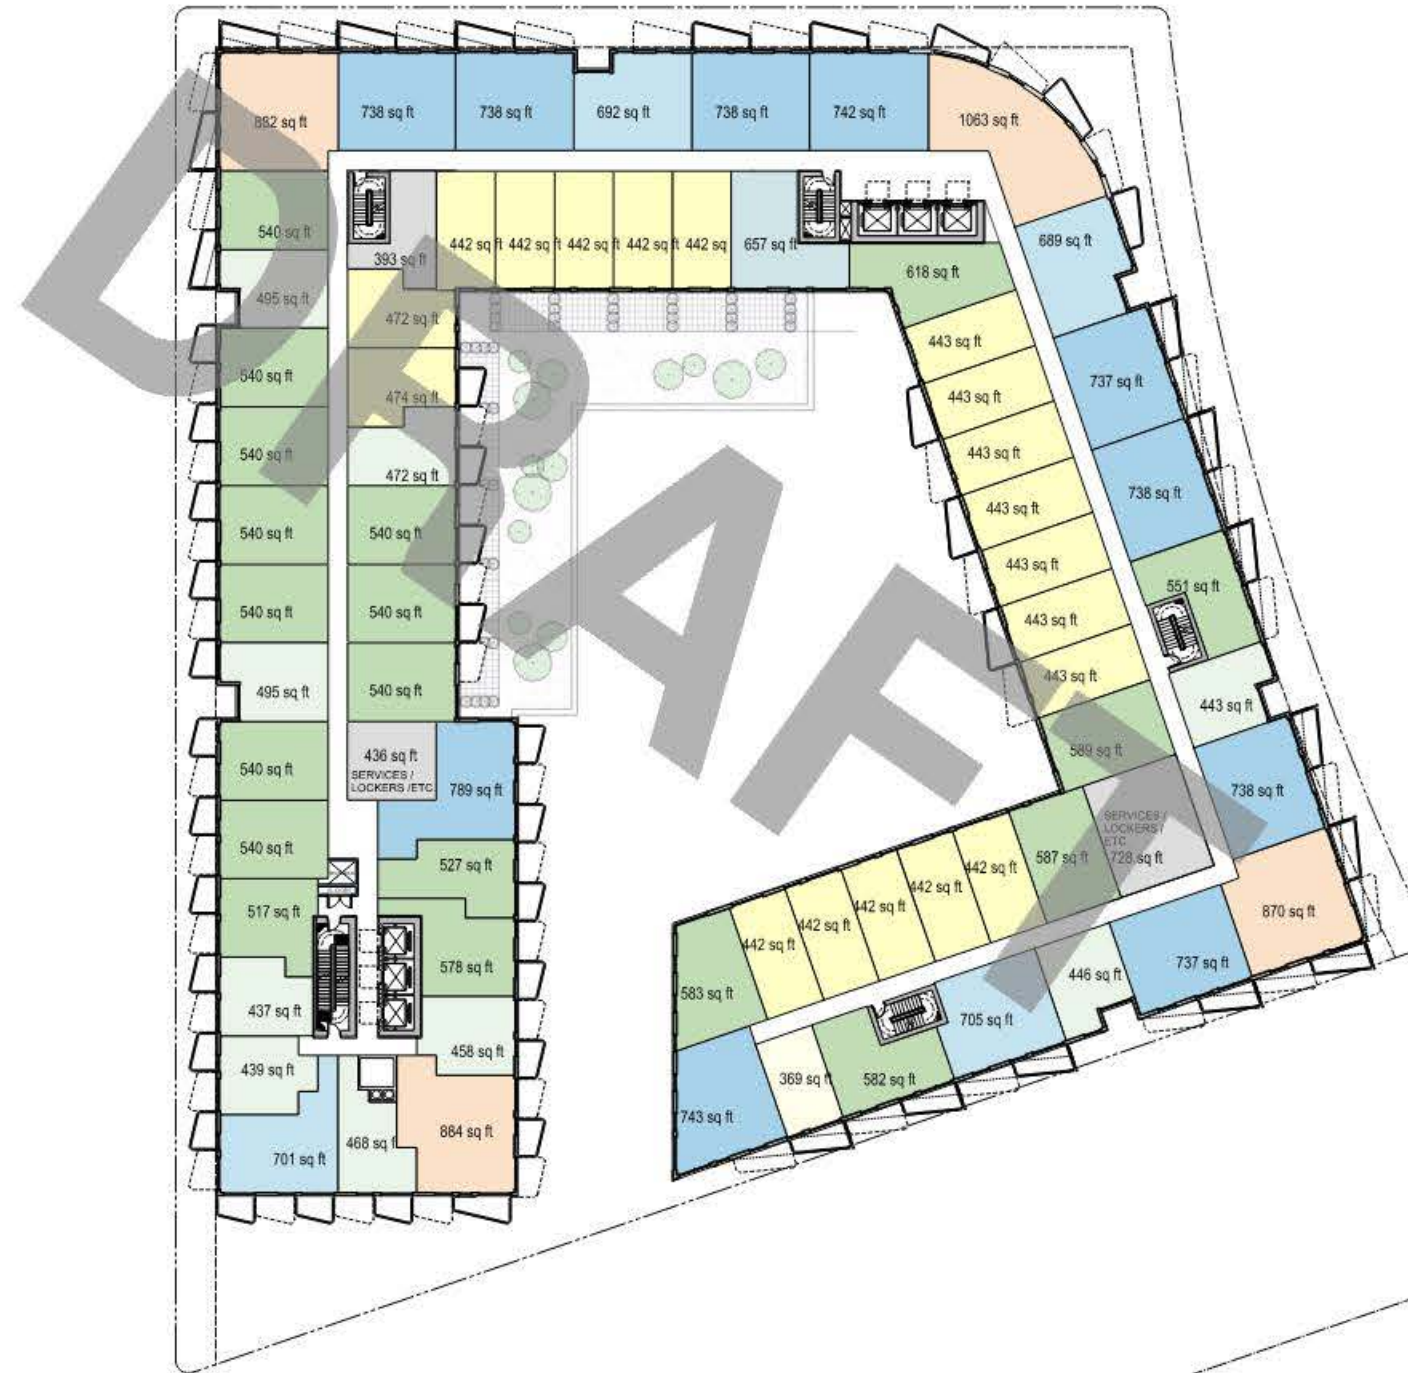 882 sq ft
738 sq ft
738 sq ft
692 sq ft
738 sq ft
742 sq ft
1063 sq ft
540 sq ft
393 sq ft
442 sq ft
442 sq ft
442 sq ft
442 sq ft
442 sq
657 sq ft
618 sq ft
689 sq ft
495 sq ft
472 sq ft
443 sq ft
540 sq ft
474 sq ft
443 sq ft
737 sq ft
540 sq ft
472 sq ft
443 sq ft
738 sq ft
540 sq ft
540 sq ft
443 sq ft
443 sq ft
551 sq ft
540 sq ft
540 sq ft
443 sq ft
495 sq ft
540 sq ft
443 sq ft
443 sq ft
540 sq ft
436 sq ft
SERVICES /
LOCKERS /ETC
789 sq ft
589 sq ft
738 sq ft
540 sq ft
527 sq ft
442 sq ft
587 sq ft
SERVICES /
LOCKERS /
ETC
728 sq ft
517 sq ft
578 sq ft
442 sq ft
442 sq ft
442 sq ft
442 sq ft
870 sq ft
437 sq ft
583 sq ft
705 sq ft
446 sq ft
737 sq ft
439 sq ft
458 sq ft
743 sq ft
369 sq ft
582 sq ft
701 sq ft
468 sq f
884 sq ft
DRAFT